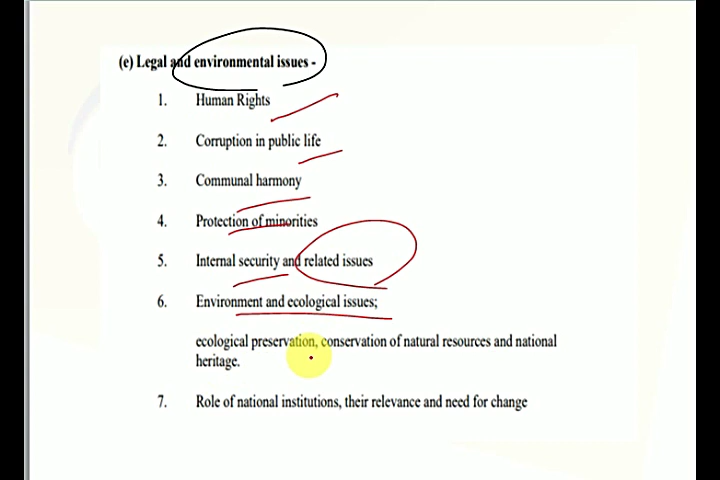 (e) Legal and environmental issues -
1. Human Rights
2. Corruption in public life
3. Communal harmony
4. Protection of minorities
5. Internal security and related issues
6. Environment and ecological issues;
ecological preservation, conservation of natural resources and national
heritage.
7. Role of national institutions, their relevance and need for change